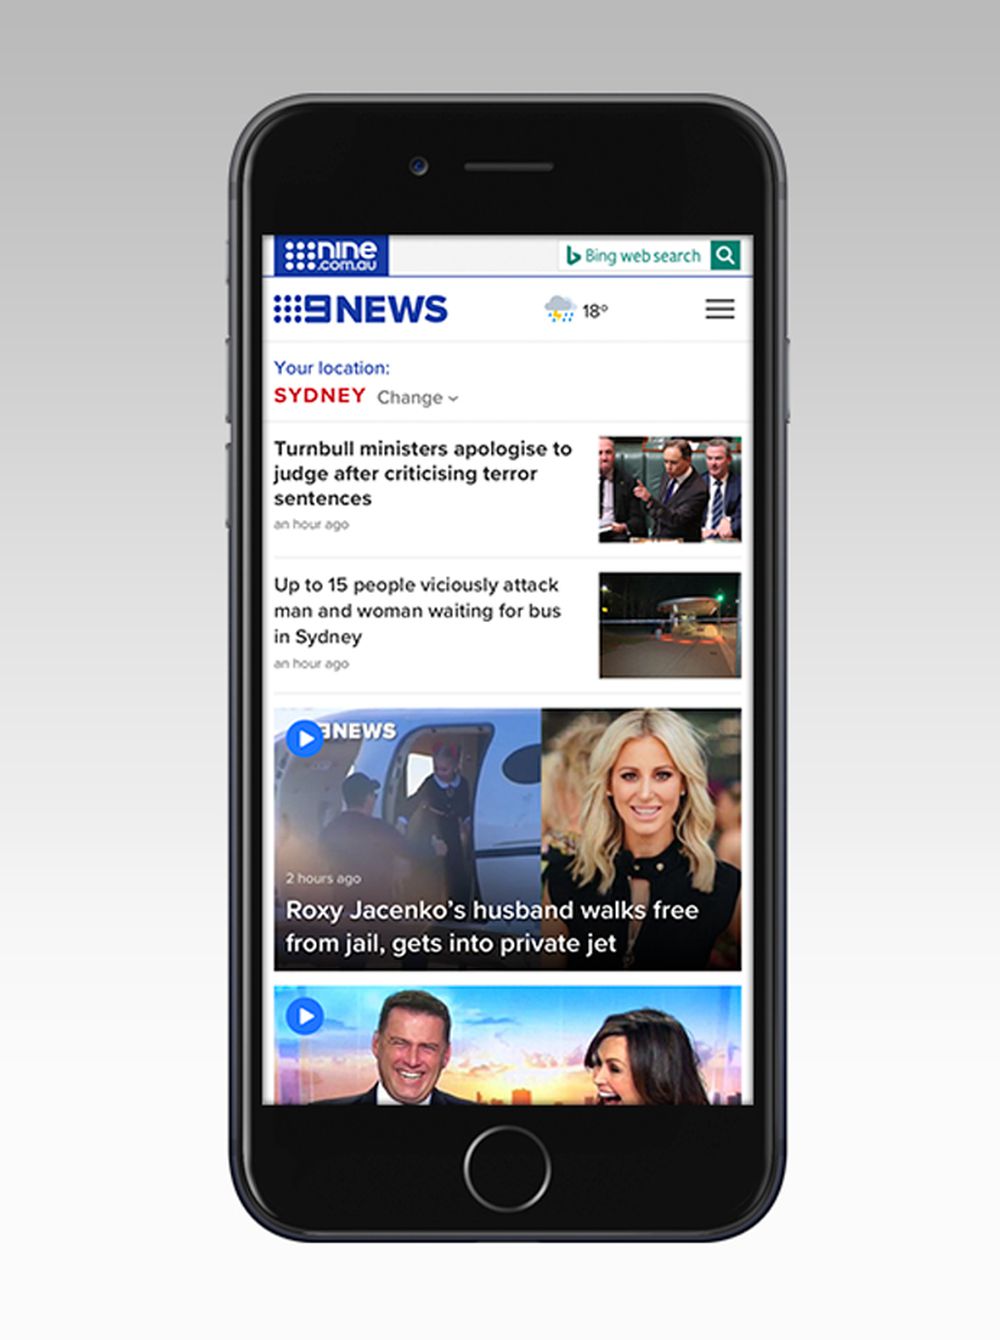 nine
.com.au
Bing web search
9NEWS
18°
Your location:
SYDNEY Change
Turnbull ministers apologise to
judge after criticising terror
sentences
an hour ago
Up to 15 people viciously attack
man and woman waiting for bus
in Sydney
an hour ago
9NEWS
2 hours ago
Roxy Jacenko's husband walks free
from jail, gets into private jet